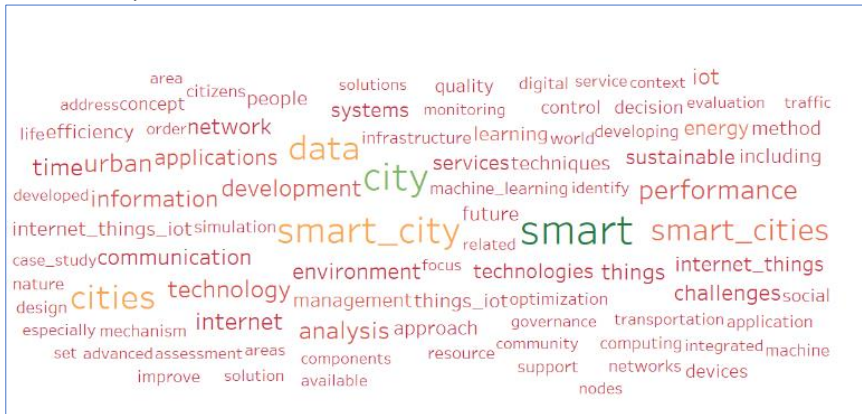 area citizens people solutions quality digital service context iot
address concept systems monitoring control decision evaluation traffic
life efficiency order network infrastructure learning world developing energy method
time urban applications data services techniques sustainable including
developed information development city machine_learning identify performance
internet_things_iot simulation smart_city future related smart smart_cities
case_study communication environment focus technologies things internet_things
nature design cities technology management things_iot optimization challenges social
especially mechanism internet analysis approach governance transportation application
set advanced assessment areas components resource community computing integrated machine
improve solution available support networks devices
nodes